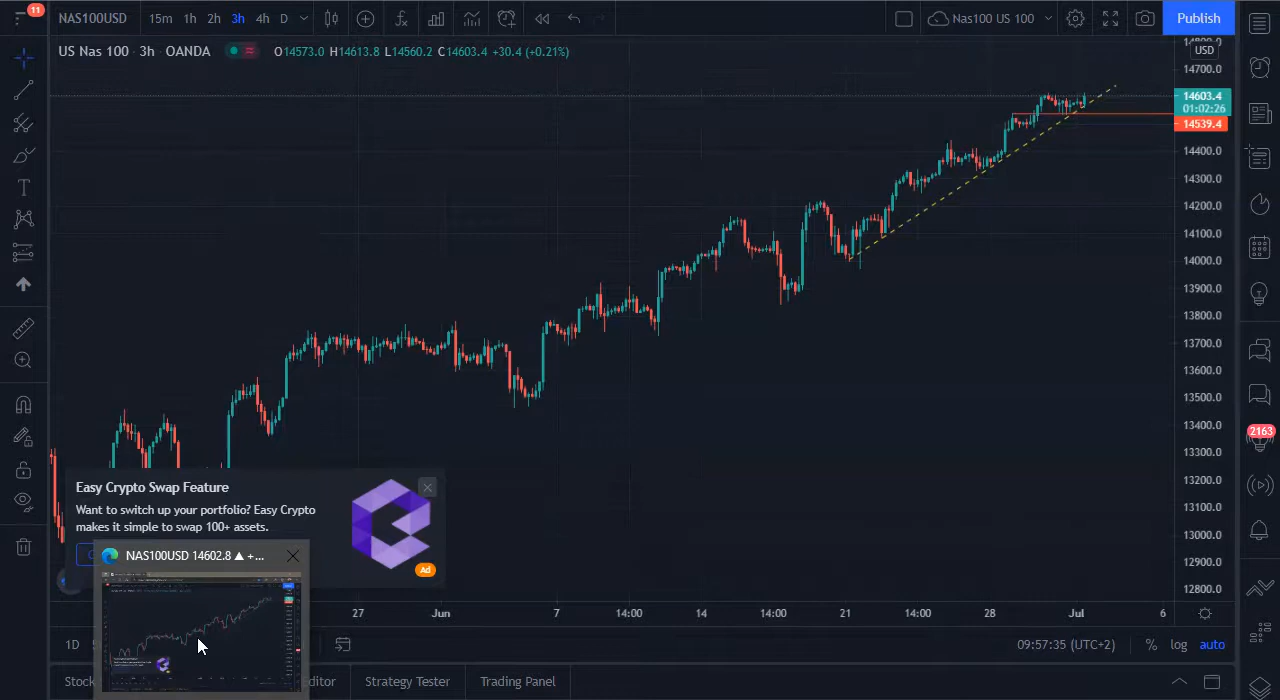 11
NAS100USD 15m 1h 2h 3h 4h D
Nas100 US 100
Publish
US Nas 100 · 3h · OANDA O14573.0 H14613.8 L14560.2 C14603.4 +30.4 (+0.21%)
USD
14700.0
14603.4
01:02:26
14539.4
14400.0
14300.0
14200.0
14100.0
14000.0
13900.0
13800.0
13700.0
13600.0
13500.0
13400.0
13300.0
13200.0
13100.0
13000.0
12900.0
12800.0
2163
Easy Crypto Swap Feature
Want to switch up your portfolio? Easy Crypto
makes it simple to swap 100+ assets.
Ad
NAS100USD 14602.8 ▲ +...
27 Jun 7 14:00 14 14:00 21 14:00 28 Jul 6
1D
09:57:35 (UTC+2) % log auto
Strategy Tester Trading Panel